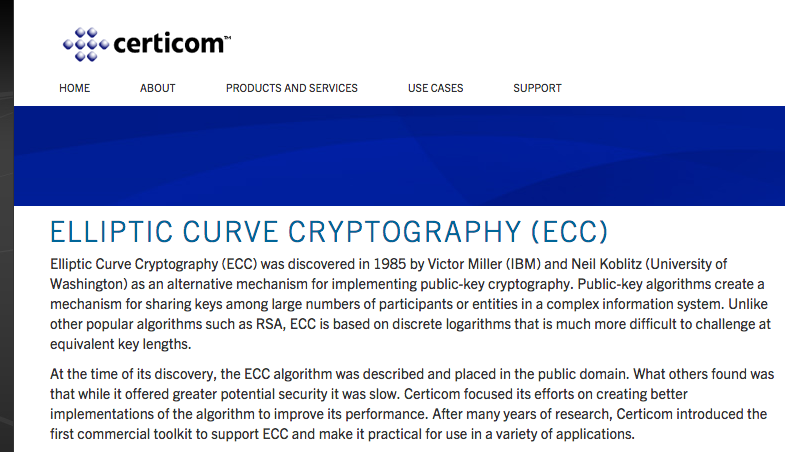 certicom™
HOME ABOUT PRODUCTS AND SERVICES USE CASES SUPPORT
ELLIPTIC CURVE CRYPTOGRAPHY (ECC)
Elliptic Curve Cryptography (ECC) was discovered in 1985 by Victor Miller (IBM) and Neil Koblitz (University of
Washington) as an alternative mechanism for implementing public-key cryptography. Public-key algorithms create a
mechanism for sharing keys among large numbers of participants or entities in a complex information system. Unlike
other popular algorithms such as RSA, ECC is based on discrete logarithms that is much more difficult to challenge at
equivalent key lengths.
At the time of its discovery, the ECC algorithm was described and placed in the public domain. What others found was
that while it offered greater potential security it was slow. Certicom focused its efforts on creating better
implementations of the algorithm to improve its performance. After many years of research, Certicom introduced the
first commercial toolkit to support ECC and make it practical for use in a variety of applications.